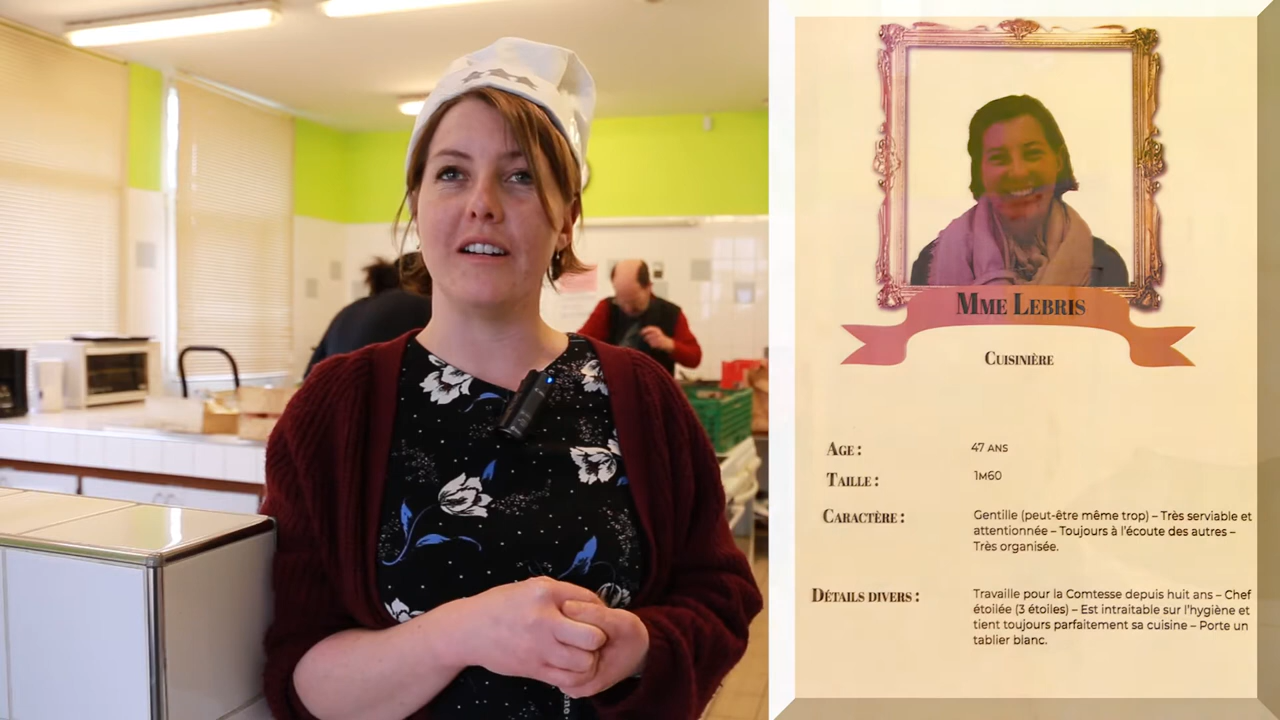 Mme Lebris
Cuisinière
Age :
47 ans
Taille :
1m60
Caractère :
Gentille (peut-être même trop) – Très serviable et
attentionnée – Toujours à l'écoute des autres –
Très organisée.
Détails divers :
Travaille pour la Comtesse depuis huit ans – Chef
étoilée (3 étoiles) – Est intraitable sur l'hygiène et
tient toujours parfaitement sa cuisine – Porte un
tablier blanc.